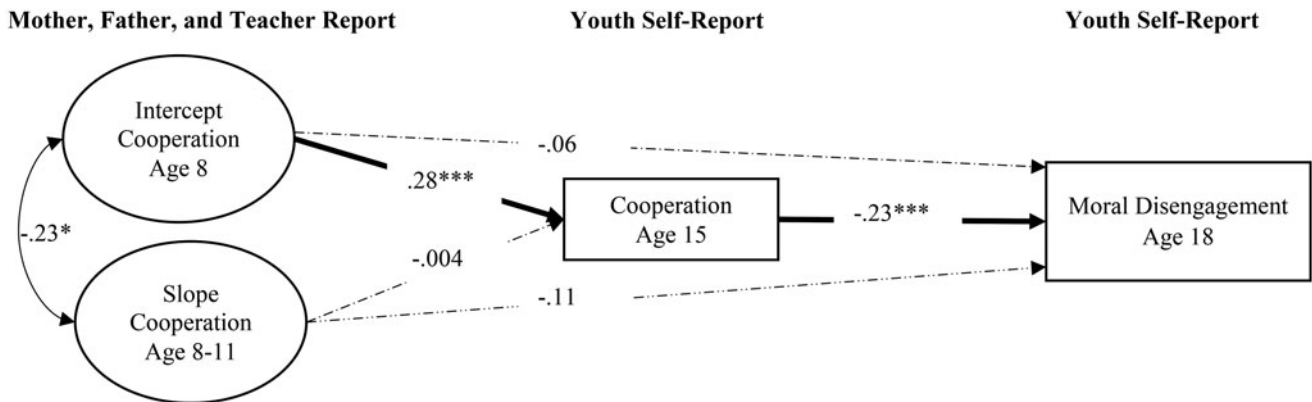 Mother, Father, and Teacher Report
Youth Self-Report
Youth Self-Report
Intercept
Cooperation
Age 8
-.06
.28***
Cooperation
Age 15
-.23***
Moral Disengagement
Age 18
-.23*
-.004
-.11
Slope
Cooperation
Age 8-11